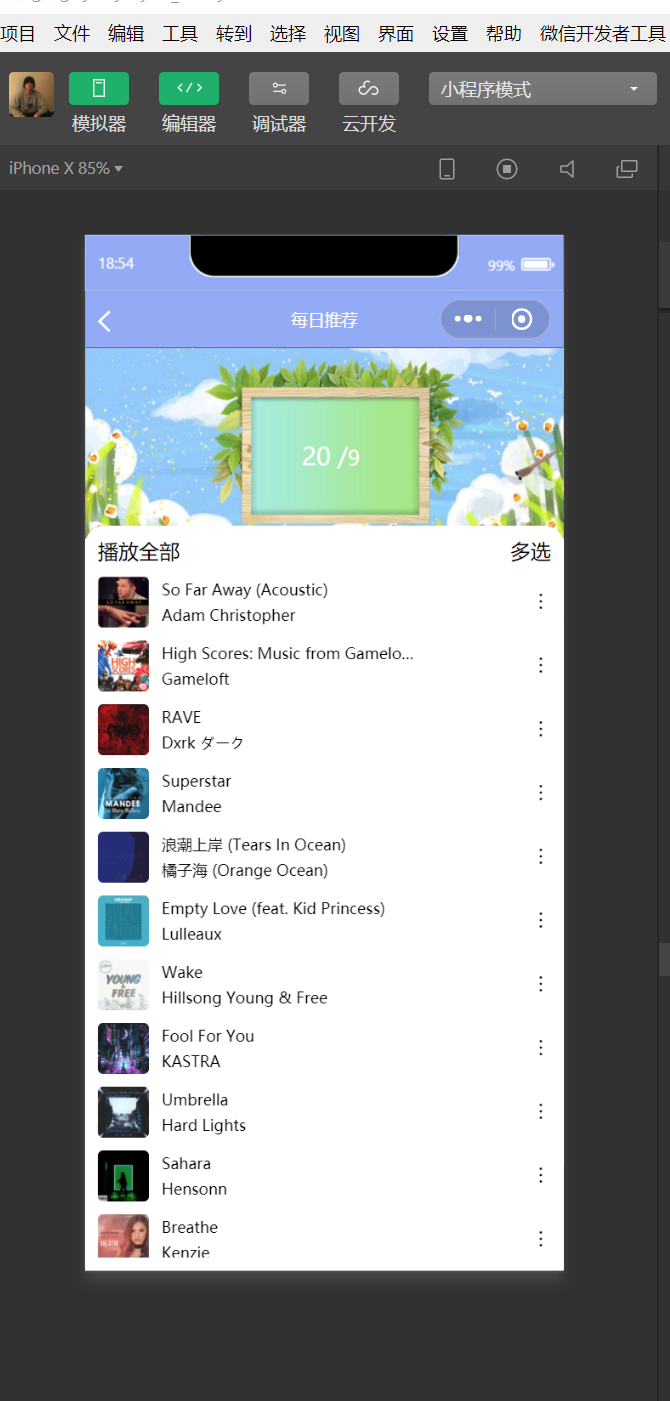 项目 文件 编辑 工具 转到 选择 视图 界面 设置 帮助 微信开发者工具
小程序模式
模拟器 编辑器 调试器 云开发
iPhone X 85%
18:54 99%
每日推荐
20 /9
播放全部 多选
So Far Away (Acoustic)
Adam Christopher
High Scores: Music from Gamelo...
Gameloft
HIGH
SCORES
RAVE
Dxrk ダーク
Superstar
Mandee
MANDEE
浪潮上岸 (Tears In Ocean)
橘子海 (Orange Ocean)
Empty Love (feat. Kid Princess)
Lulleaux
Wake
Hillsong Young & Free
YOUNG
& FREE
Fool For You
KASTRA
Umbrella
Hard Lights
Sahara
Hensonn
Breathe
Kenzie